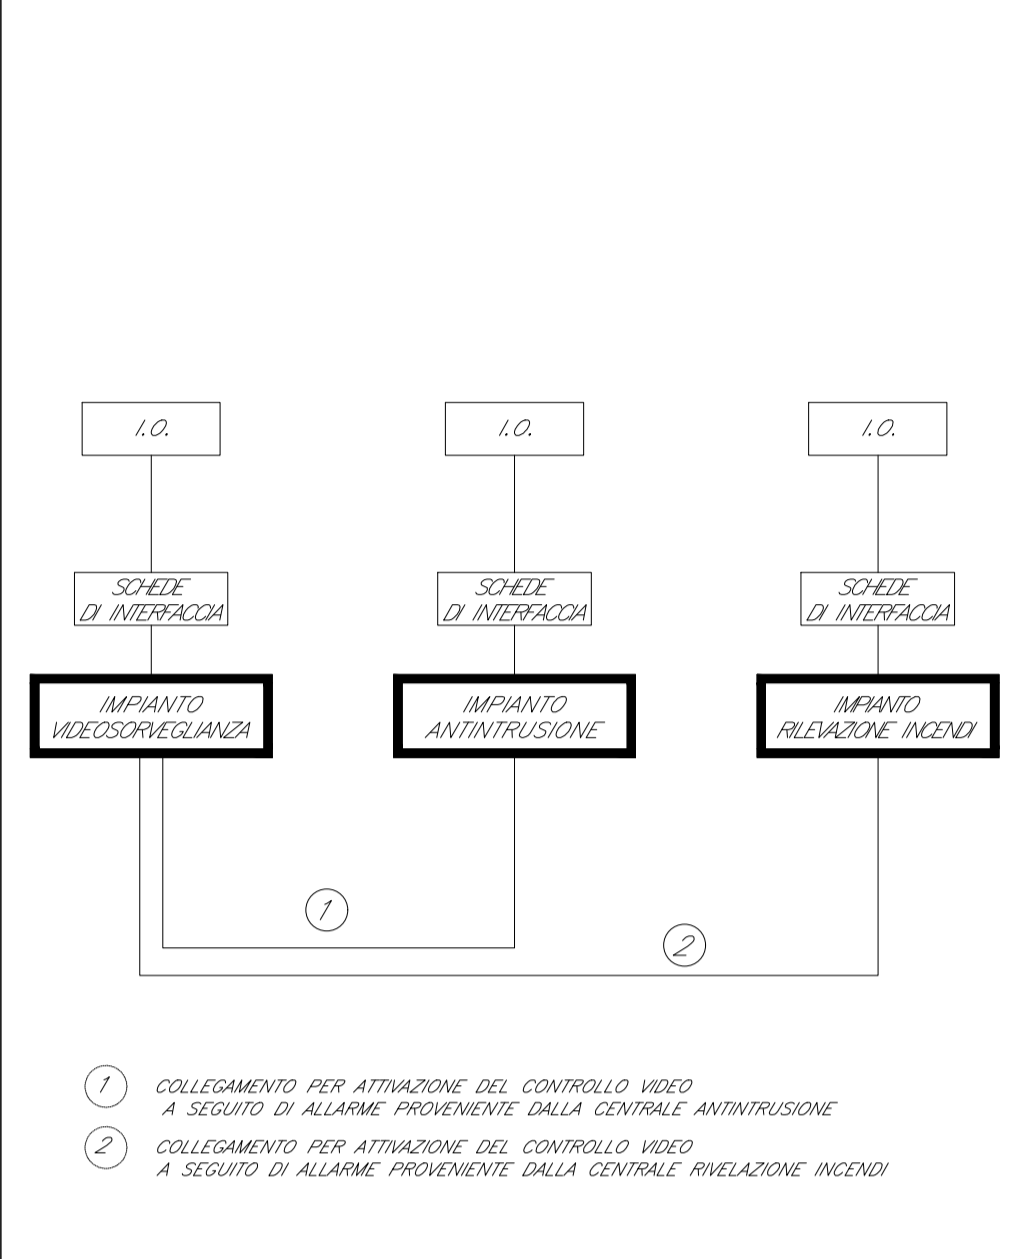 I.O.
I.O.
I.O.
SCHEDE
DI INTERFACCIA
SCHEDE
DI INTERFACCIA
SCHEDE
DI INTERFACCIA
IMPIANTO
VIDEOSORVEGLIANZA
IMPIANTO
ANTINTRUSIONE
IMPIANTO
RILEVAZIONE INCENDI
1
2
1 COLLEGAMENTO PER ATTIVAZIONE DEL CONTROLLO VIDEO
A SEGUITO DI ALLARME PROVENIENTE DALLA CENTRALE ANTINTRUSIONE
2 COLLEGAMENTO PER ATTIVAZIONE DEL CONTROLLO VIDEO
A SEGUITO DI ALLARME PROVENIENTE DALLA CENTRALE RIVELAZIONE INCENDI